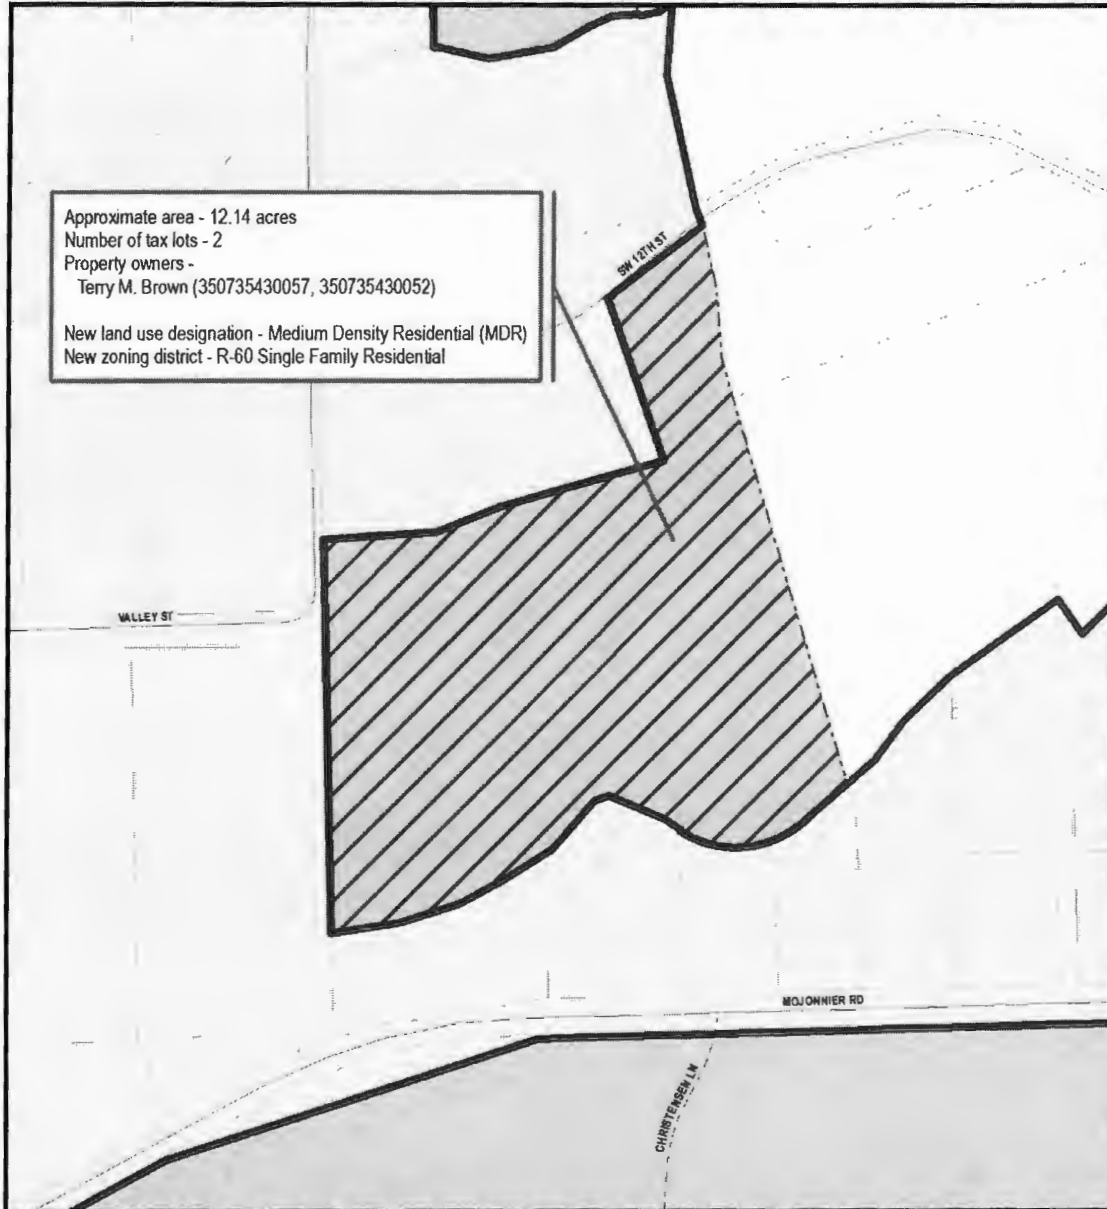 Approximate area - 12.14 acres
Number of tax lots - 2
Property owners -
Terry M. Brown (350735430057, 350735430052)
New land use designation - Medium Density Residential (MDR)
New zoning district - R-60 Single Family Residential
SW 12TH ST
VALLEY ST
MOJONNIER RD
CHRISTENSEN LN